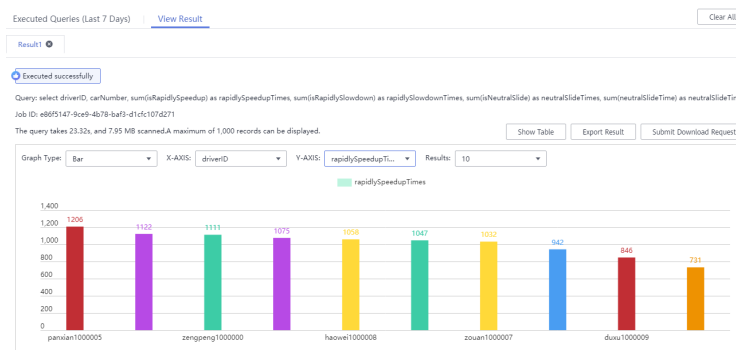 Executed Queries (Last 7 Days) View Result Clear All
Result1
Executed successfully
Query: select driverID, carNumber, sum(isRapidlySpeedup) as rapidlySpeedupTimes, sum(isRapidlySlowdown) as rapidlySlowdownTimes, sum(isNeutralSlide) as neutralSlideTimes, sum(neutralSlideTime) as neutralSlideTim
Job ID: e86f5147-9ce9-4b78-baf3-d1cfc107d271
The query takes 23.32s, and 7.95 MB scanned.A maximum of 1,000 records can be displayed. Show Table Export Result Submit Download Request
Graph Type: Bar X-AXIS: driverID Y-AXIS: rapidlySpeedupTi... Results: 10
rapidlySpeedupTimes
1,400
1,200
1,000
800
600
400
200
0
1206 1122 1111 1075 1058 1047 1032 942 846 731
panxian1000005 zengpeng1000000 haowei1000008 zouan1000007 duxu1000009